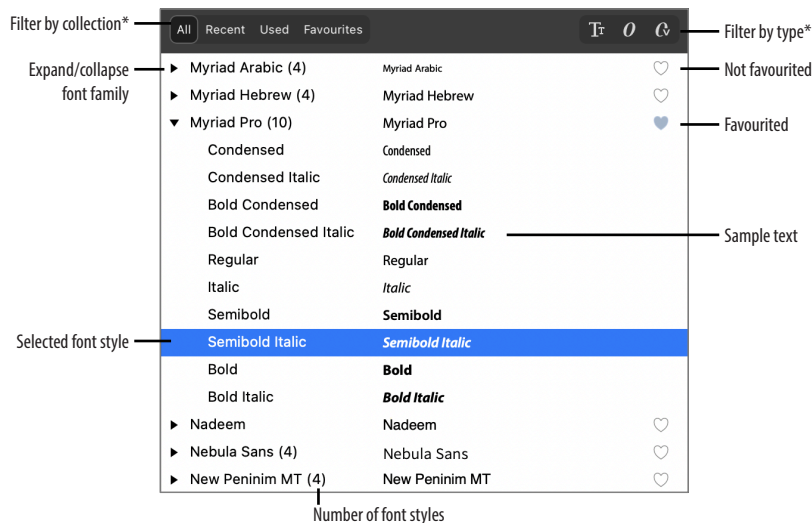 Filter by collection*
All Recent Used Favourites
Filter by type*
Expand/collapse
font family
Myriad Arabic (4) Myriad Arabic
Not favourited
Myriad Hebrew (4) Myriad Hebrew
Myriad Pro (10) Myriad Pro
Favourited
Condensed Condensed
Condensed Italic Condensed Italic
Bold Condensed Bold Condensed
Bold Condensed Italic Bold Condensed Italic
Sample text
Regular Regular
Italic Italic
Semibold Semibold
Selected font style
Semibold Italic Semibold Italic
Bold Bold
Bold Italic Bold Italic
Nadeem Nadeem
Nebula Sans (4) Nebula Sans
New Peninim MT (4) New Peninim MT
Number of font styles